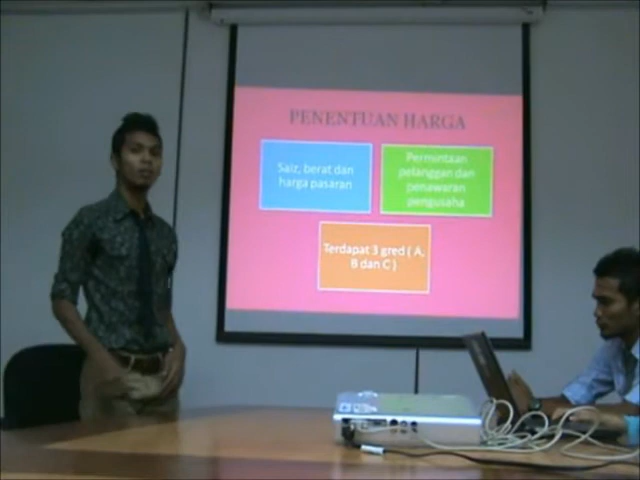 PENENTUAN HARGA
Saiz, berat dan
harga pasaran
Permintaan
pelanggan dan
penawaran
pengusaha
Terdapat 3 gred ( A,
B dan C )